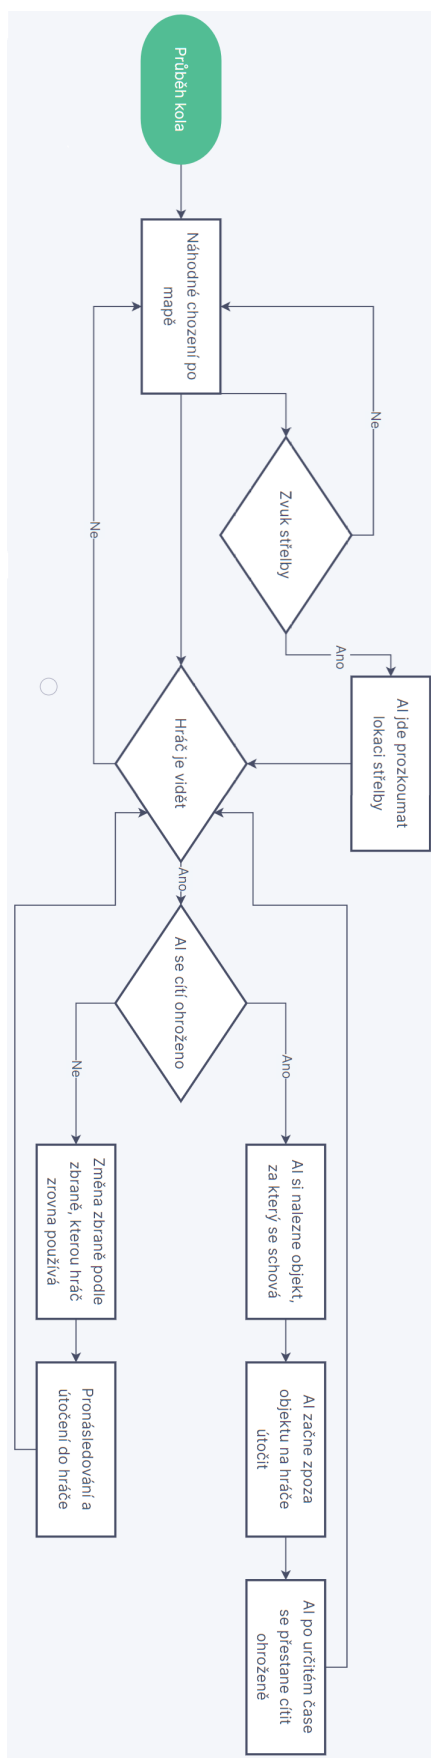 Průběh kola
Náhodné chození po
mapě
Ne
Zvuk střelby
Ano
AI jde prozkoumat
lokaci střelby
Ne
Hráč je vidět
Ano
AI se cítí ohroženo
Ano
AI si nalezne objekt,
za který se schová
AI začne zpoza
objektu na hráče
útočit
AI po určitém čase
se přestane cítit
ohroženě
Ne
Změna zbraně podle
zbraně, kterou hráč
zrovna používá
Pronásledování a
útočení do hráče